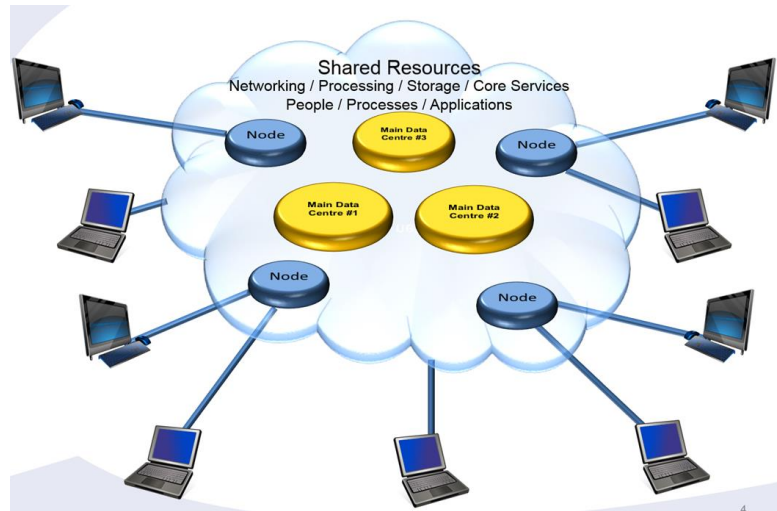 Shared Resources
Networking / Processing / Storage / Core Services
People / Processes / Applications
Node
Main Data
Centre #3
Node
Main Data
Centre #1
Main Data
Centre #2
Node
Node
4